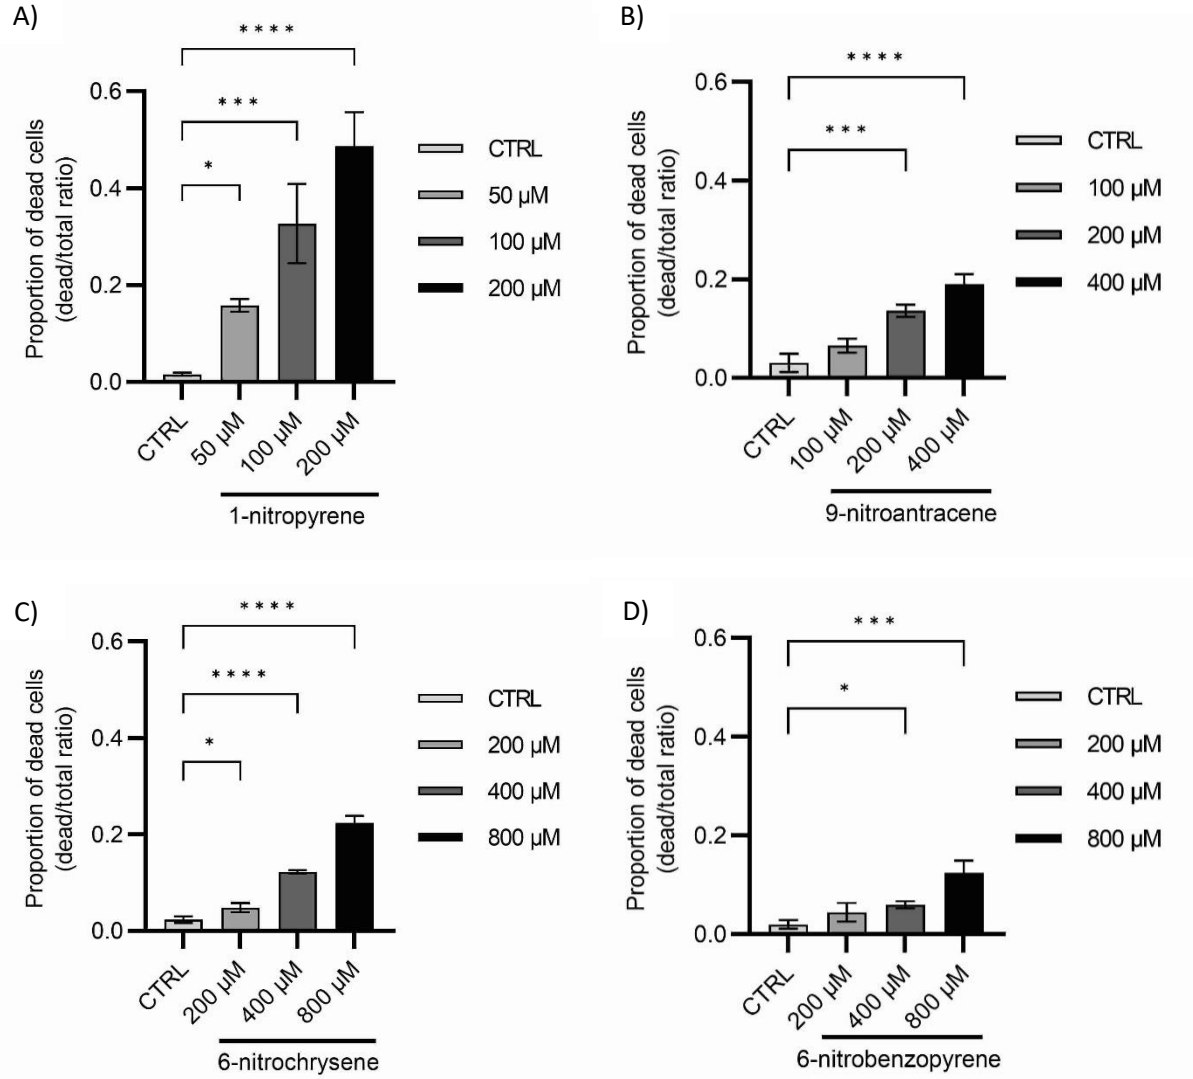 A)
* * * *
* * *
*
Proportion of dead cells
(dead/total ratio)
0.6
0.4
0.2
0.0
CTRL
50 µM
100 µM
200 µM
1-nitropyrene
CTRL
50 µM
100 µM
200 µM
B)
* * * *
* * *
Proportion of dead cells
(dead/total ratio)
0.6
0.4
0.2
0.0
CTRL
100 µM
200 µM
400 µM
9-nitroantracene
CTRL
100 µM
200 µM
400 µM
C)
* * * *
* * * *
*
Proportion of dead cells
(dead/total ratio)
0.6
0.4
0.2
0.0
CTRL
200 µM
400 µM
800 µM
6-nitrochrysene
CTRL
200 µM
400 µM
800 µM
D)
* * *
*
Proportion of dead cells
(dead/total ratio)
0.6
0.4
0.2
0.0
CTRL
200 µM
400 µM
800 µM
6-nitrobenzopyrene
CTRL
200 µM
400 µM
800 µM